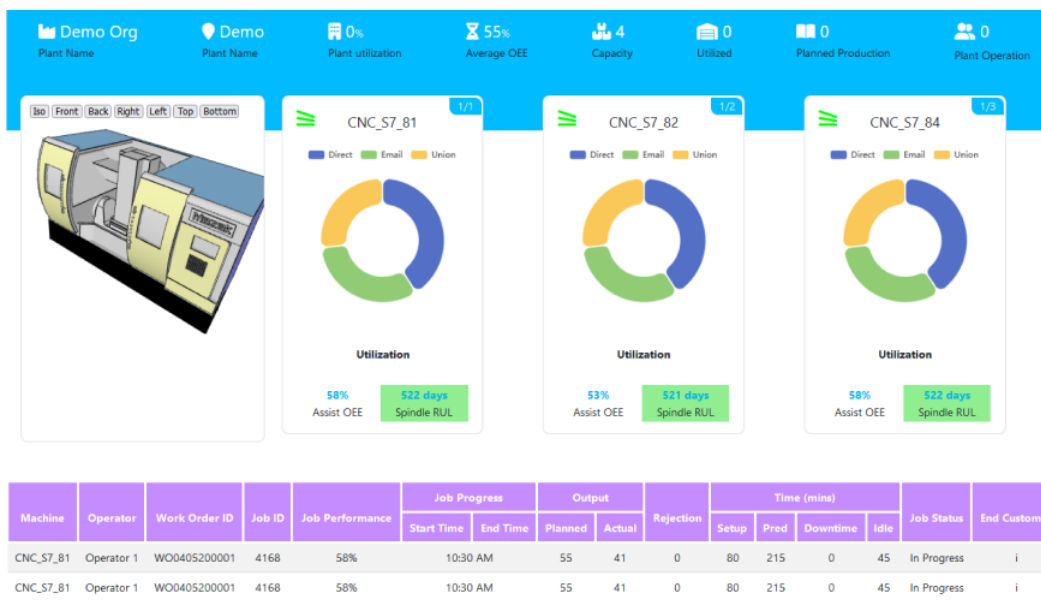 Demo Org
Plant Name
Demo
Plant Name
0%
Plant utilization
55%
Average OEE
4
Capacity
0
Utilized
0
Planned Production
0
Plant Operation
Iso Front Back Right Left Top Bottom
1/1
CNC_S7_81
Direct Email Union
Utilization
58%
Assist OEE
522 days
Spindle RUL
1/2
CNC_S7_82
Direct Email Union
Utilization
53%
Assist OEE
521 days
Spindle RUL
1/3
CNC_S7_84
Direct Email Union
Utilization
58%
Assist OEE
522 days
Spindle RUL
Machine Operator Work Order ID Job ID Job Performance Job Progress Output Rejection Time (mins) Job Status End Custom
Start Time End Time Planned Actual Setup Pred Downtime Idle
CNC_S7_81 Operator 1 WO0405200001 4168 58% 10:30 AM 55 41 0 80 215 0 45 In Progress i
CNC_S7_81 Operator 1 WO0405200001 4168 58% 10:30 AM 55 41 0 80 215 0 45 In Progress i